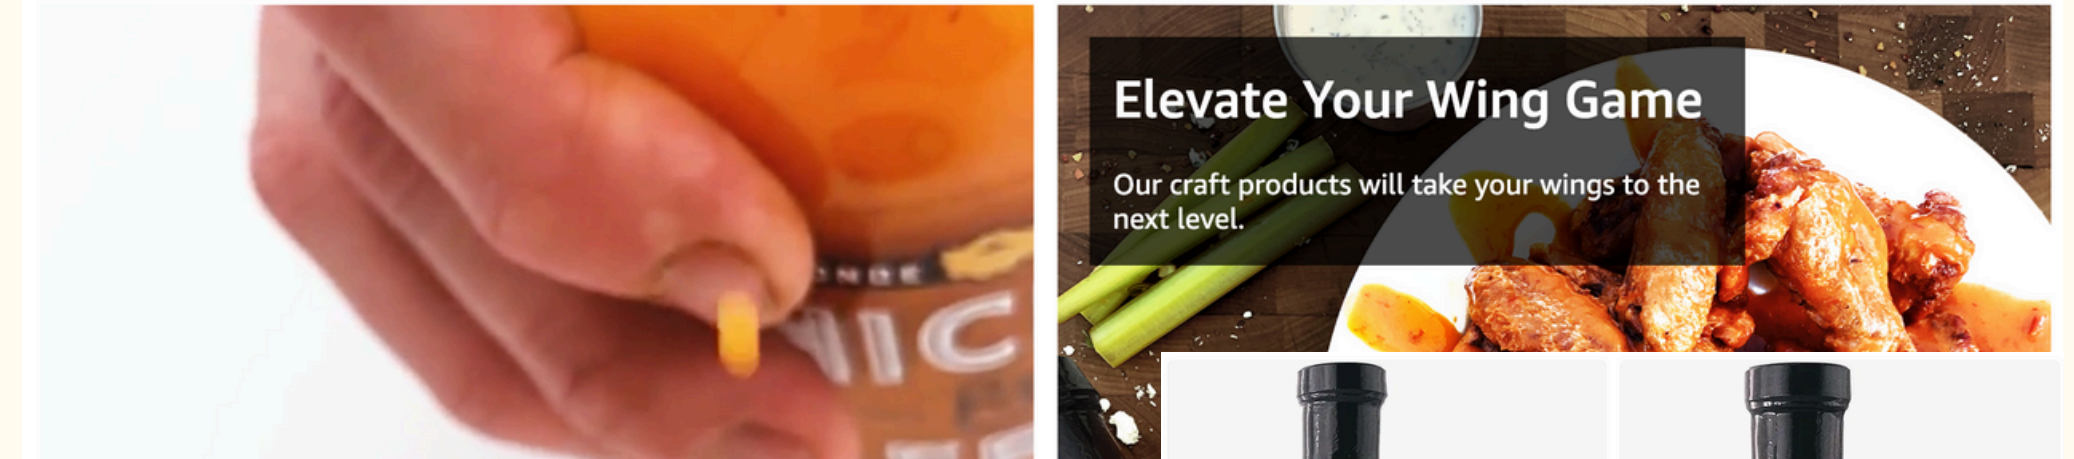 Elevate Your Wing Game
Our craft products will take your wings to the
next level.